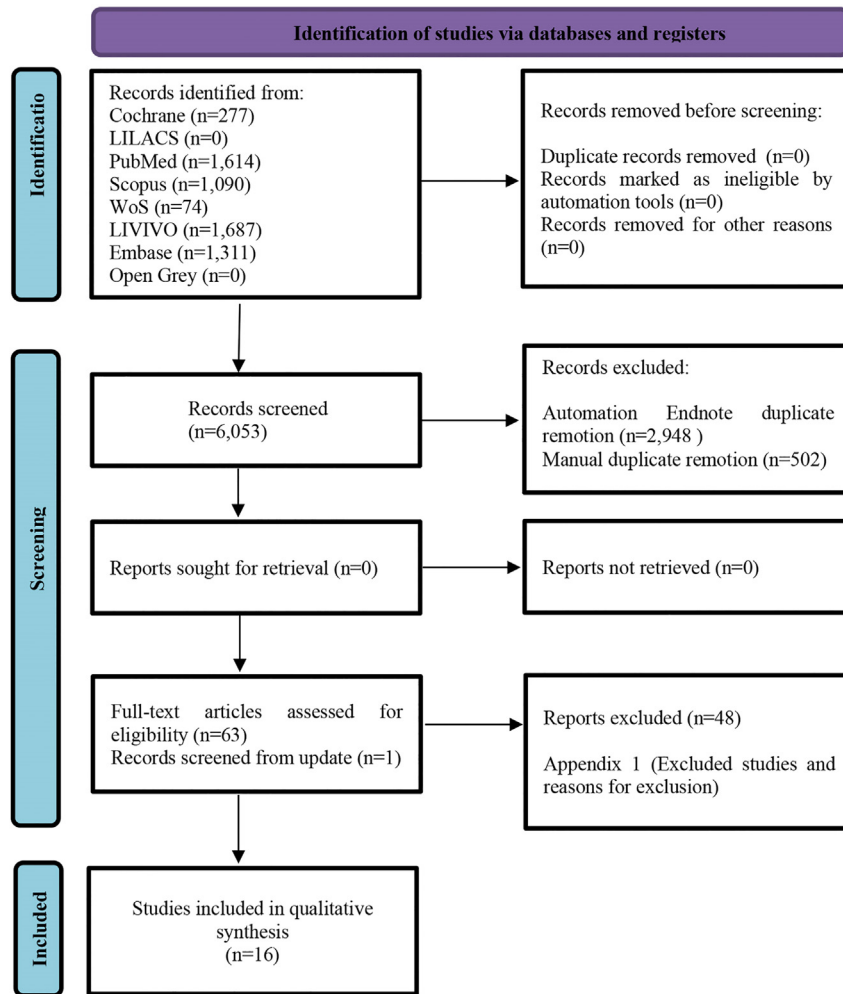 Identification of studies via databases and registers
Identificatio
Records identified from:
Cochrane (n=277)
LILACS (n=0)
PubMed (n=1,614)
Scopus (n=1,090)
WoS (n=74)
LIVIVO (n=1,687)
Embase (n=1,311)
Open Grey (n=0)
Records removed before screening:
Duplicate records removed (n=0)
Records marked as ineligible by
automation tools (n=0)
Records removed for other reasons
(n=0)
Screening
Records screened
(n=6,053)
Records excluded:
Automation Endnote duplicate
remotion (n=2,948 )
Manual duplicate remotion (n=502)
Reports sought for retrieval (n=0)
Reports not retrieved (n=0)
Full-text articles assessed for
eligibility (n=63)
Records screened from update (n=1)
Reports excluded (n=48)
Appendix 1 (Excluded studies and
reasons for exclusion)
Included
Studies included in qualitative
synthesis
(n=16)